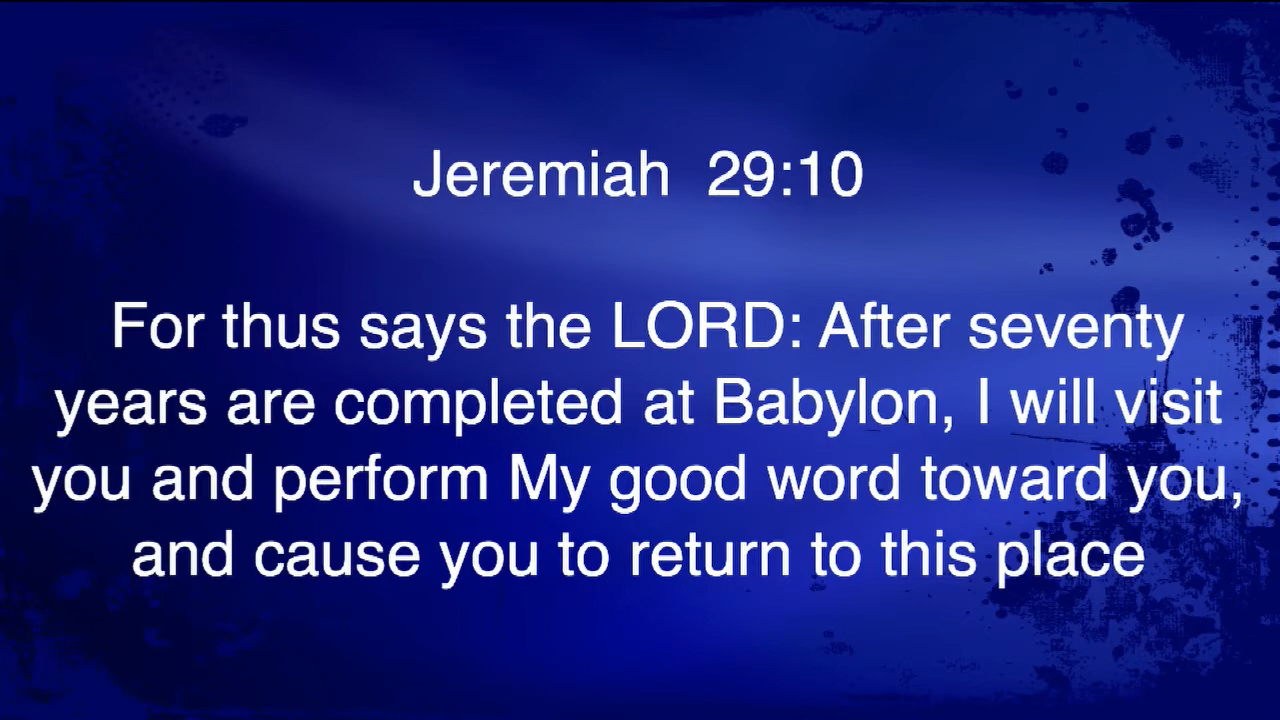 Jeremiah 29:10
For thus says the LORD: After seventy
years are completed at Babylon, I will visit
you and perform My good word toward you,
and cause you to return to this place